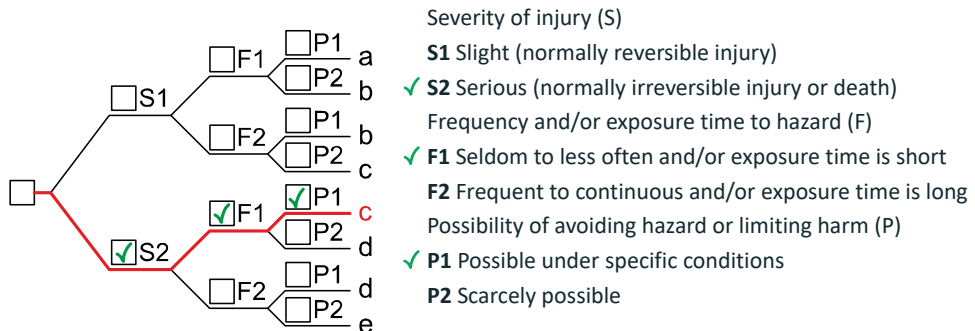 P1
F1
a
P2
b
S1
P1
F2
b
P2
c
P1
F1
c
P2
d
S2
P1
F2
d
P2
e
Severity of injury (S)
S1 Slight (normally reversible injury)
S2 Serious (normally irreversible injury or death)
Frequency and/or exposure time to hazard (F)
F1 Seldom to less often and/or exposure time is short
F2 Frequent to continuous and/or exposure time is long
Possibility of avoiding hazard or limiting harm (P)
P1 Possible under specific conditions
P2 Scarcely possible